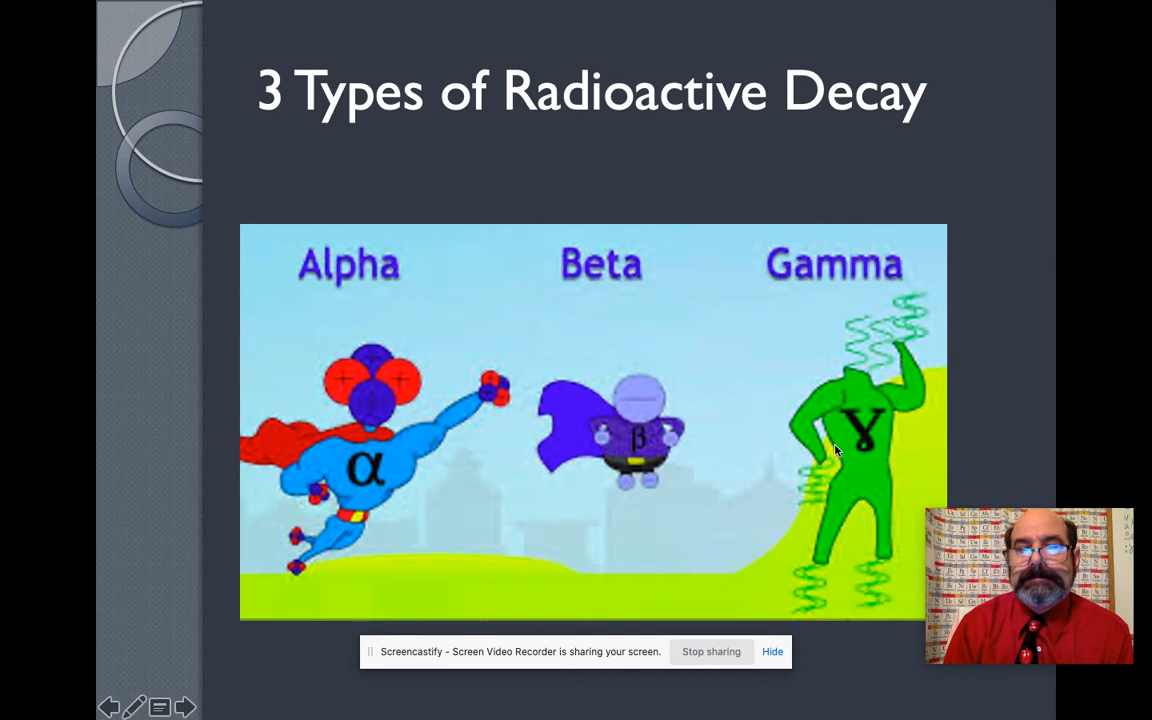 3 Types of Radioactive Decay
Alpha Beta Gamma
α β Ɣ
Screencastify - Screen Video Recorder is sharing your screen. Stop sharing Hide